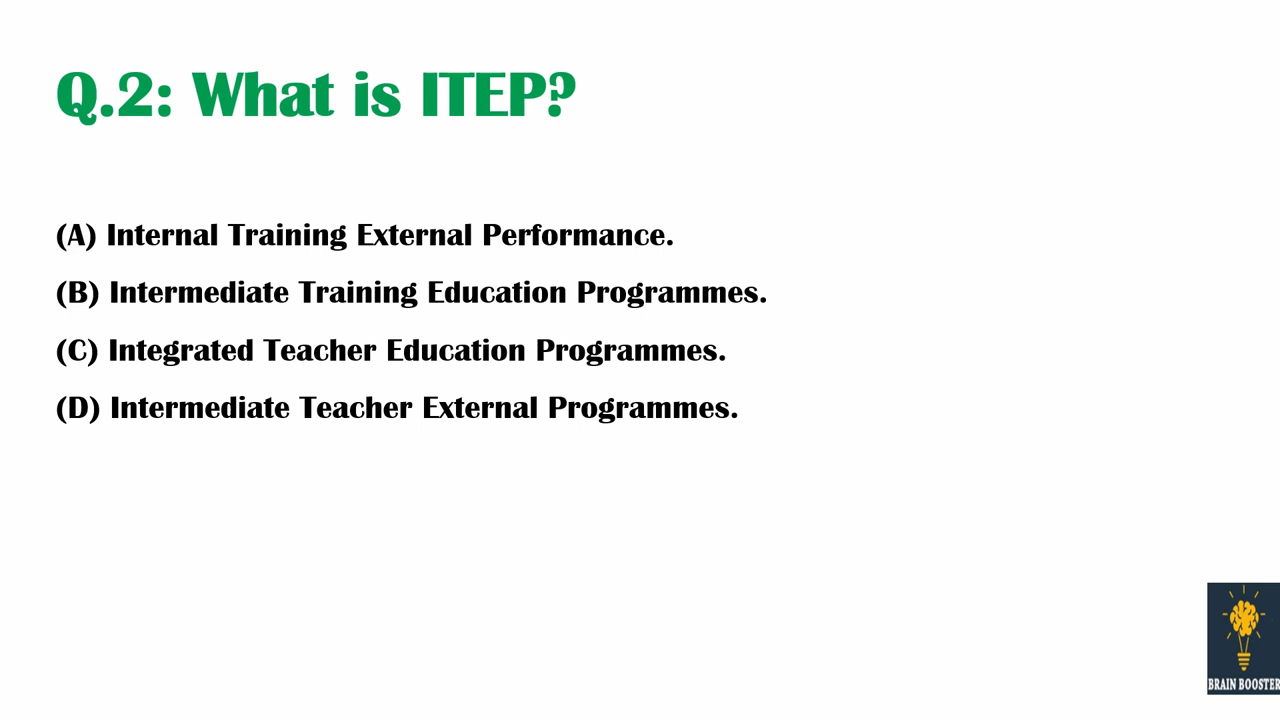 Q.2: What is ITEP?
(A) Internal Training External Performance.
(B) Intermediate Training Education Programmes.
(C) Integrated Teacher Education Programmes.
(D) Intermediate Teacher External Programmes.
BRAIN BOOSTER